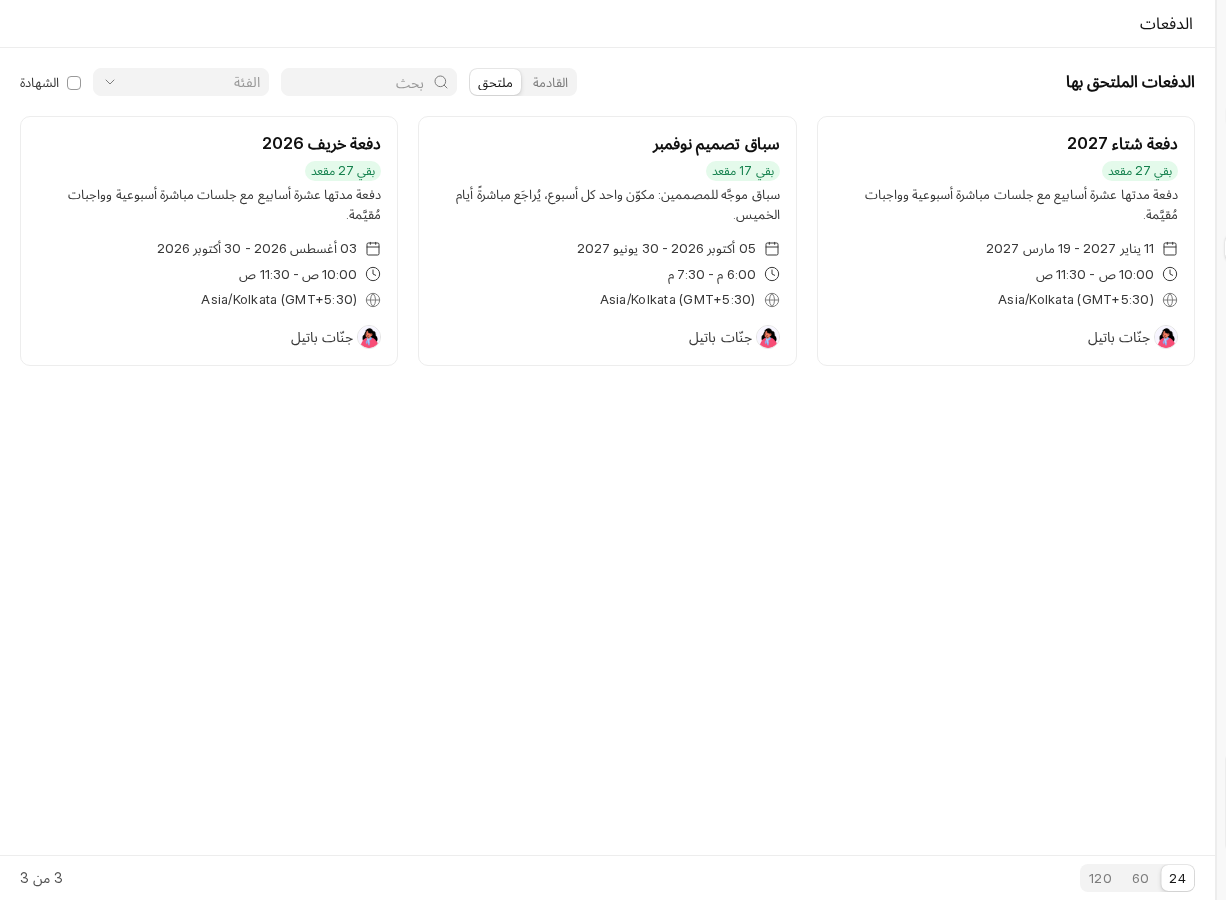 الدفعات
الدفعات الملتحق بها
القادمة
ملتحق
بحث
الفئة
الشهادة
دفعة شتاء 2027
بقي 27 مقعد
دفعة مدتها عشرة أسابيع مع جلسات مباشرة أسبوعية وواجبات
مُقيَّمة.
11 يناير 2027 - 19 مارس 2027
10:00 ص - 11:30 ص
Asia/Kolkata (GMT+5:30)
جنّات باتيل
سباق تصميم نوفمبر
بقي 17 مقعد
سباق موجَّه للمصممين: مكوّن واحد كل أسبوع، يُراجَع مباشرةً أيام
الخميس.
05 أكتوبر 2026 - 30 يونيو 2027
6:00 م - 7:30 م
Asia/Kolkata (GMT+5:30)
جنّات باتيل
دفعة خريف 2026
بقي 27 مقعد
دفعة مدتها عشرة أسابيع مع جلسات مباشرة أسبوعية وواجبات
مُقيَّمة.
03 أغسطس 2026 - 30 أكتوبر 2026
10:00 ص - 11:30 ص
Asia/Kolkata (GMT+5:30)
جنّات باتيل
24
60
120
3 من 3